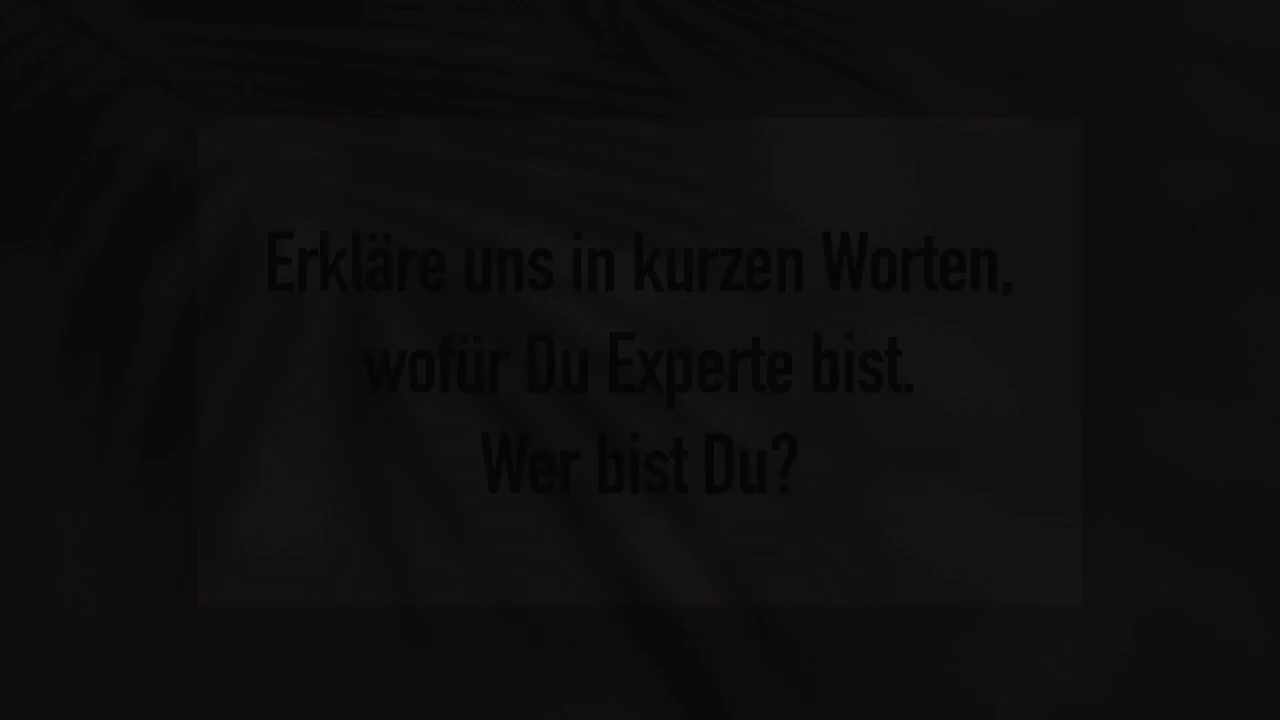 Erkläre uns in kurzen Worten,
wofür Du Experte bist.
Wer bist Du?